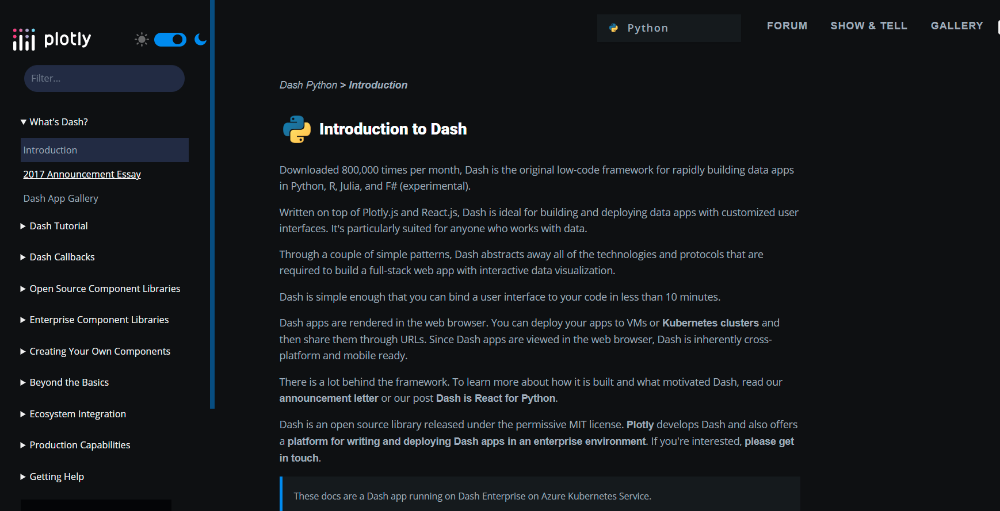 plotly
Python
FORUM
SHOW & TELL
GALLERY
Filter...
What's Dash?
Introduction
2017 Announcement Essay
Dash App Gallery
Dash Tutorial
Dash Callbacks
Open Source Component Libraries
Enterprise Component Libraries
Creating Your Own Components
Beyond the Basics
Ecosystem Integration
Production Capabilities
Getting Help
Dash Python > Introduction
Introduction to Dash
Downloaded 800,000 times per month, Dash is the original low-code framework for rapidly building data apps
in Python, R, Julia, and F# (experimental).
Written on top of Plotly.js and React.js, Dash is ideal for building and deploying data apps with customized user
interfaces. It's particularly suited for anyone who works with data.
Through a couple of simple patterns, Dash abstracts away all of the technologies and protocols that are
required to build a full-stack web app with interactive data visualization.
Dash is simple enough that you can bind a user interface to your code in less than 10 minutes.
Dash apps are rendered in the web browser. You can deploy your apps to VMs or Kubernetes clusters and
then share them through URLs. Since Dash apps are viewed in the web browser, Dash is inherently cross-
platform and mobile ready.
There is a lot behind the framework. To learn more about how it is built and what motivated Dash, read our
announcement letter or our post Dash is React for Python.
Dash is an open source library released under the permissive MIT license. Plotly develops Dash and also offers
a platform for writing and deploying Dash apps in an enterprise environment. If you're interested, please get
in touch.
These docs are a Dash app running on Dash Enterprise on Azure Kubernetes Service.